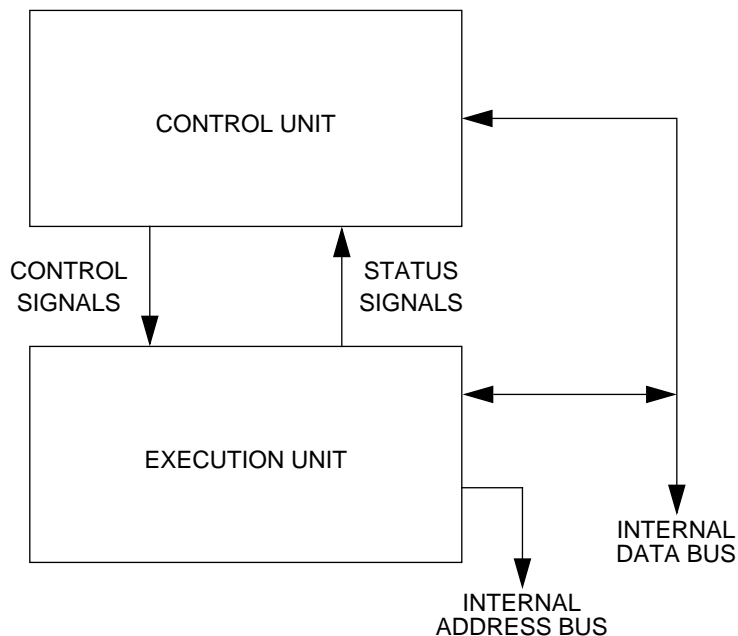 CONTROL UNIT
CONTROL
SIGNALS
STATUS
SIGNALS
EXECUTION UNIT
INTERNAL
DATA BUS
INTERNAL
ADDRESS BUS